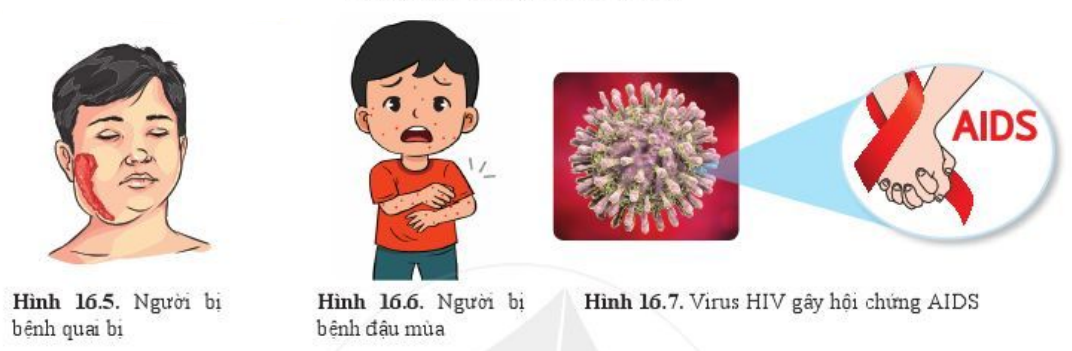 AIDS
Hình 16.5. Người bị
bệnh quai bị
Hình 16.6. Người bị
bệnh đậu mùa
Hình 16.7. Virus HIV gây hội chứng AIDS